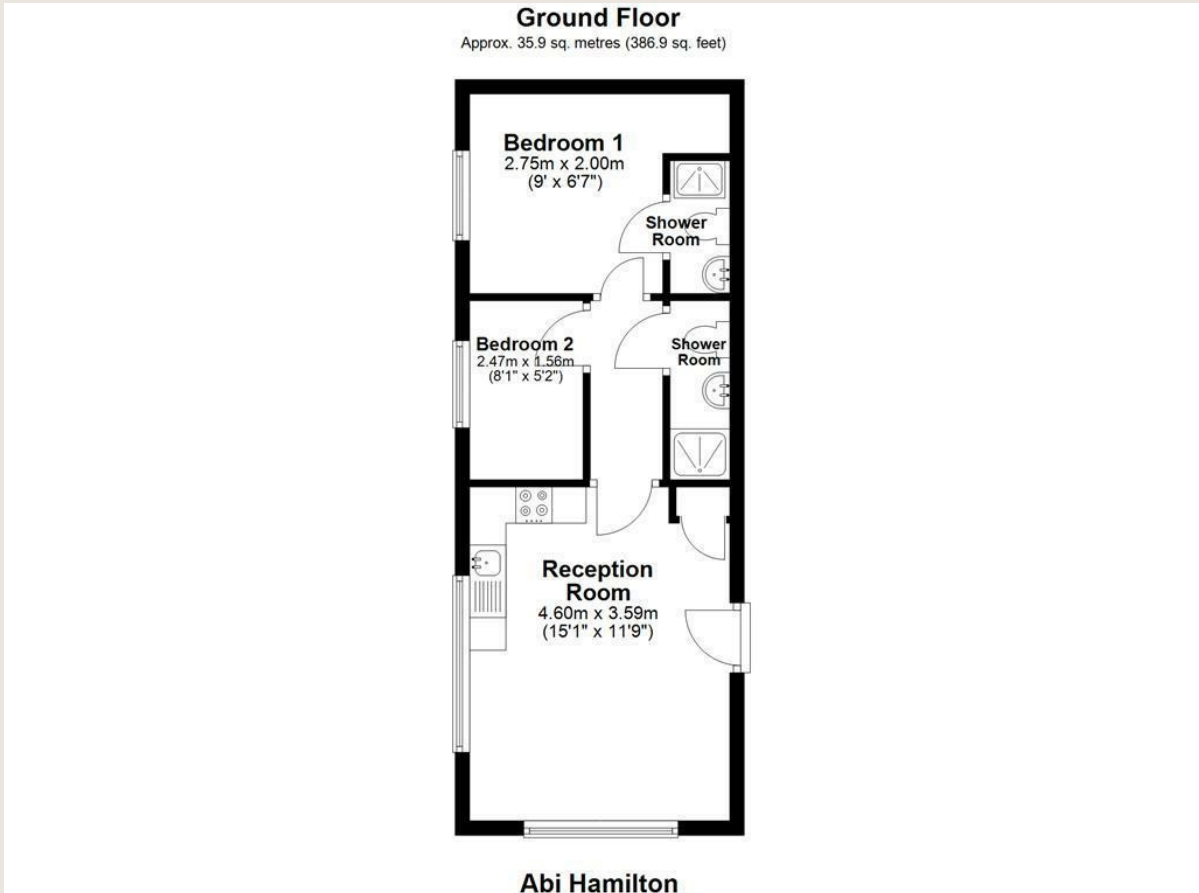 Ground Floor
Approx. 35.9 sq. metres (386.9 sq. feet)
Bedroom 1
2.75m x 2.00m
(9' x 6'7")
Shower
Room
Bedroom 2
2.47m x 1.56m
(8'1" x 5'2")
Shower
Room
Reception
Room
4.60m x 3.59m
(15'1" x 11'9")
Abi Hamilton